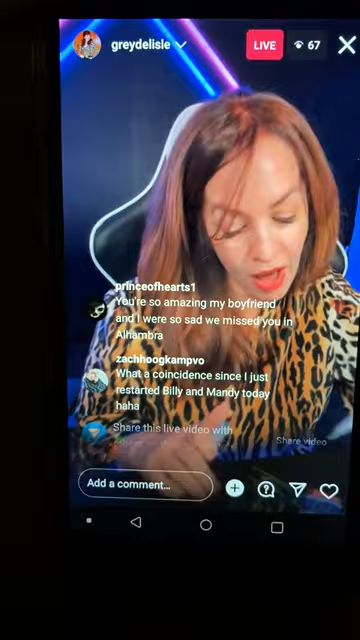 greydelisle
LIVE
67
princeofhearts1
You're so amazing my boyfriend
and I were so sad we missed you in
Alhambra
zachhoogkampvo
What a coincidence since I just
restarted Billy and Mandy today
haha
Share this live video with
Share video
Add a comment...